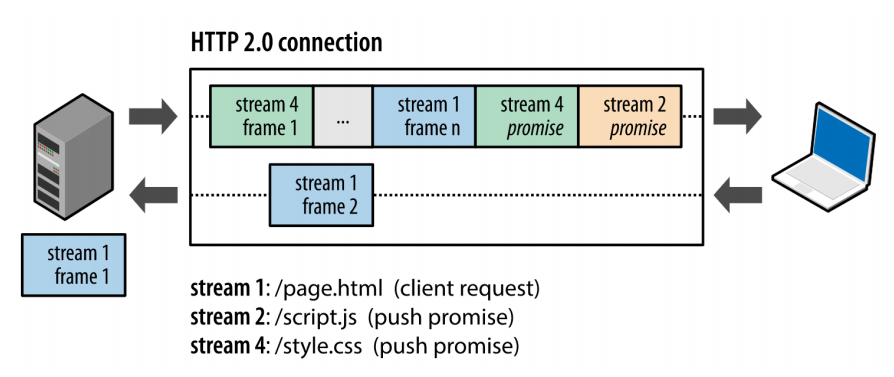 HTTP 2.0 connection
stream 4
frame 1
...
stream 1
frame n
stream 4
promise
stream 2
promise
stream 1
frame 2
stream 1
frame 1
stream 1: /page.html (client request)
stream 2: /script.js (push promise)
stream 4: /style.css (push promise)